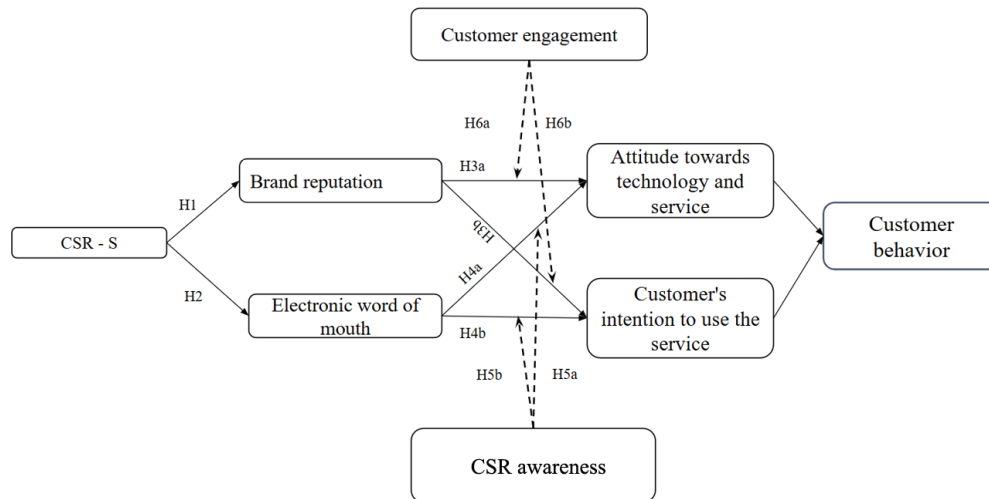 Customer engagement
H6a
H6b
Brand reputation
H3a
Attitude towards
technology and
service
H1
CSR - S
H3b
Customer
behavior
H4a
H2
Electronic word of
mouth
H4b
Customer's
intention to use the
service
H5b
H5a
CSR awareness